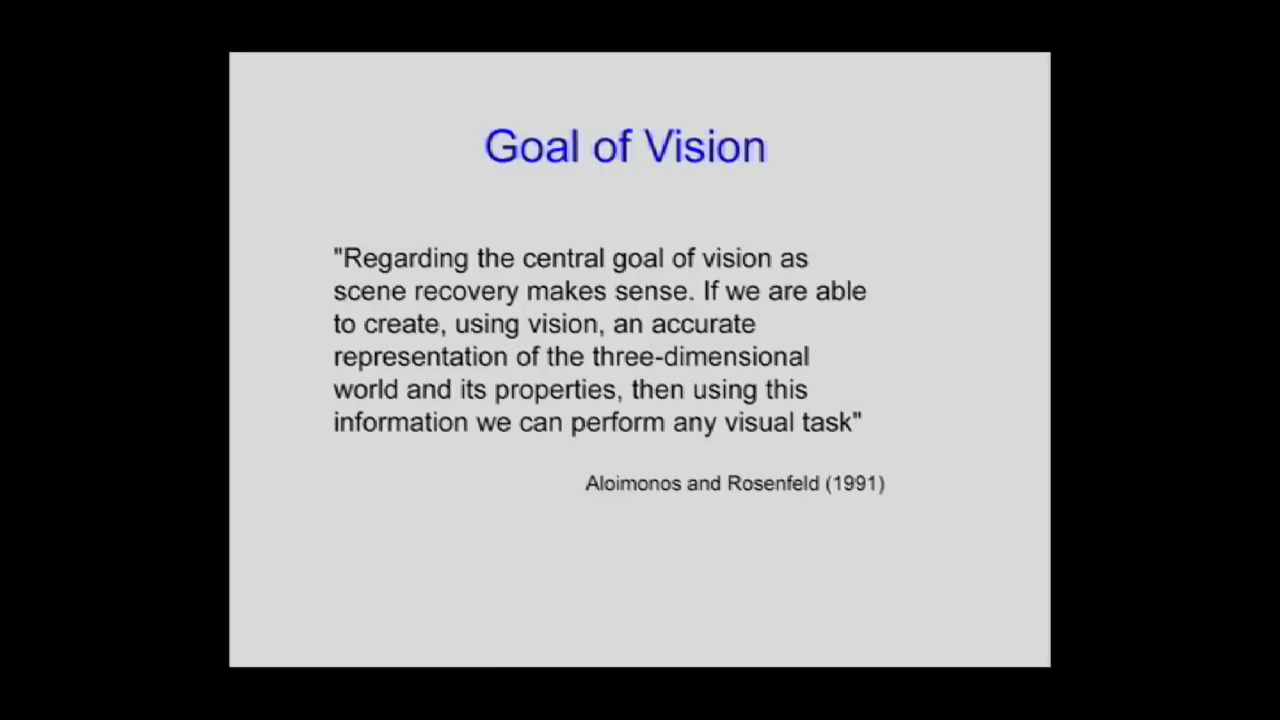 Goal of Vision
"Regarding the central goal of vision as
scene recovery makes sense. If we are able
to create, using vision, an accurate
representation of the three-dimensional
world and its properties, then using this
information we can perform any visual task"
Aloimonos and Rosenfeld (1991)